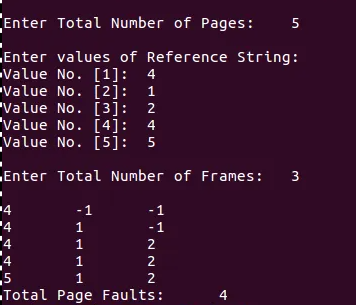 Enter Total Number of Pages: 5
Enter values of Reference String:
Value No. [1]: 4
Value No. [2]: 1
Value No. [3]: 2
Value No. [4]: 4
Value No. [5]: 5
Enter Total Number of Frames: 3
4 -1 -1
4 1 -1
4 1 2
4 1 2
5 1 2
Total Page Faults: 4